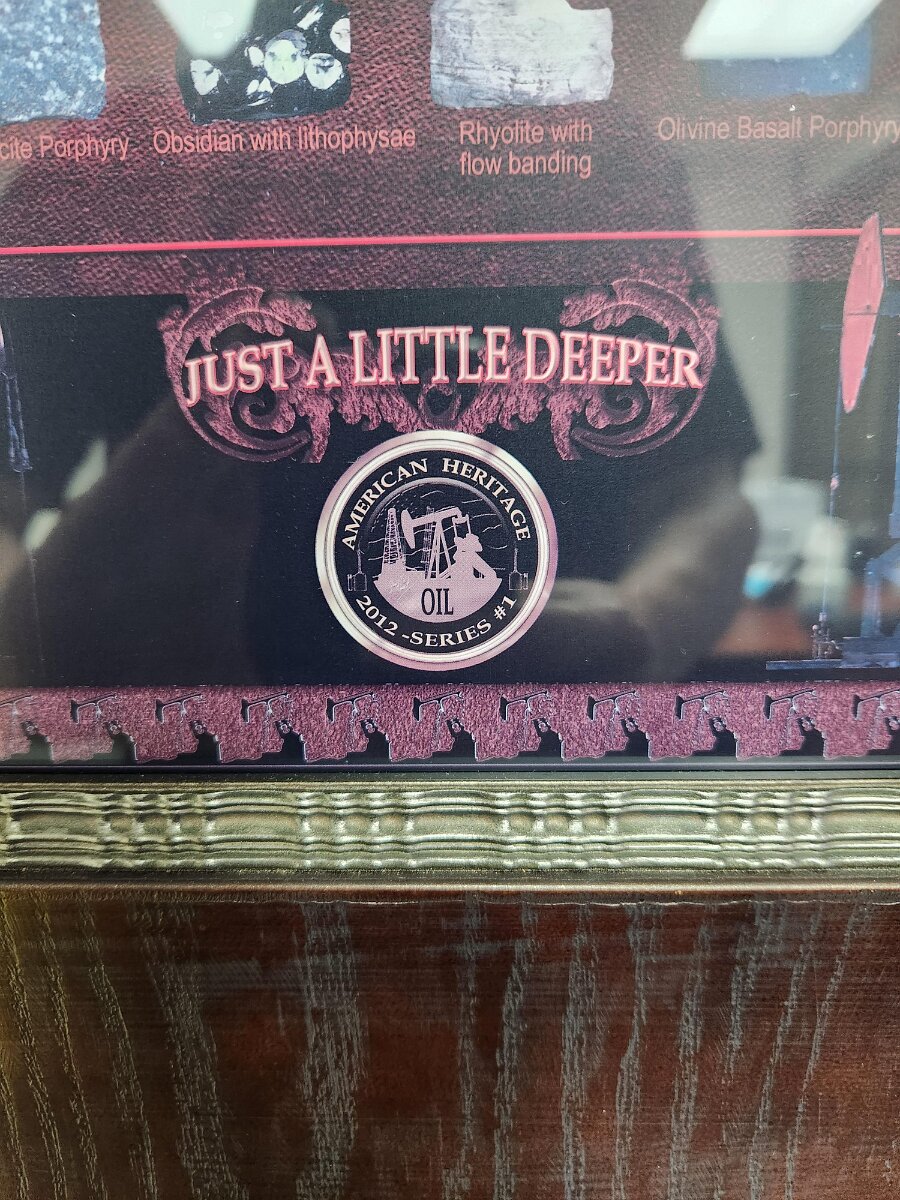 cite Porphyry
Obsidian with lithophysae
Rhyolite with
flow banding
Olivine Basalt Porphyry
JUST A LITTLE DEEPER
AMERICAN HERITAGE
OIL
2012 -SERIES #1